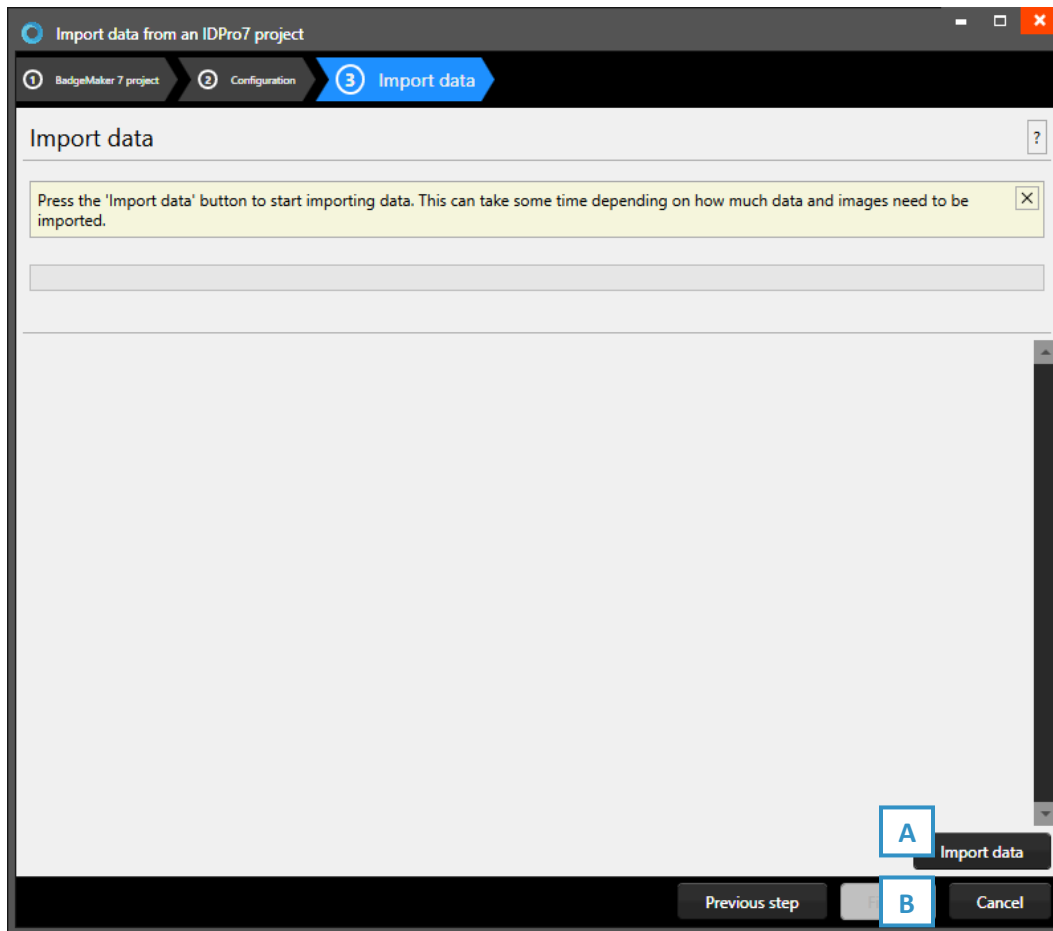 Import data from an IDPro7 project
1 BadgeMaker 7 project 2 Configuration 3 Import data
Import data ?
Press the 'Import data' button to start importing data. This can take some time depending on how much data and images need to be
imported.
A
Import data
Previous step B Cancel